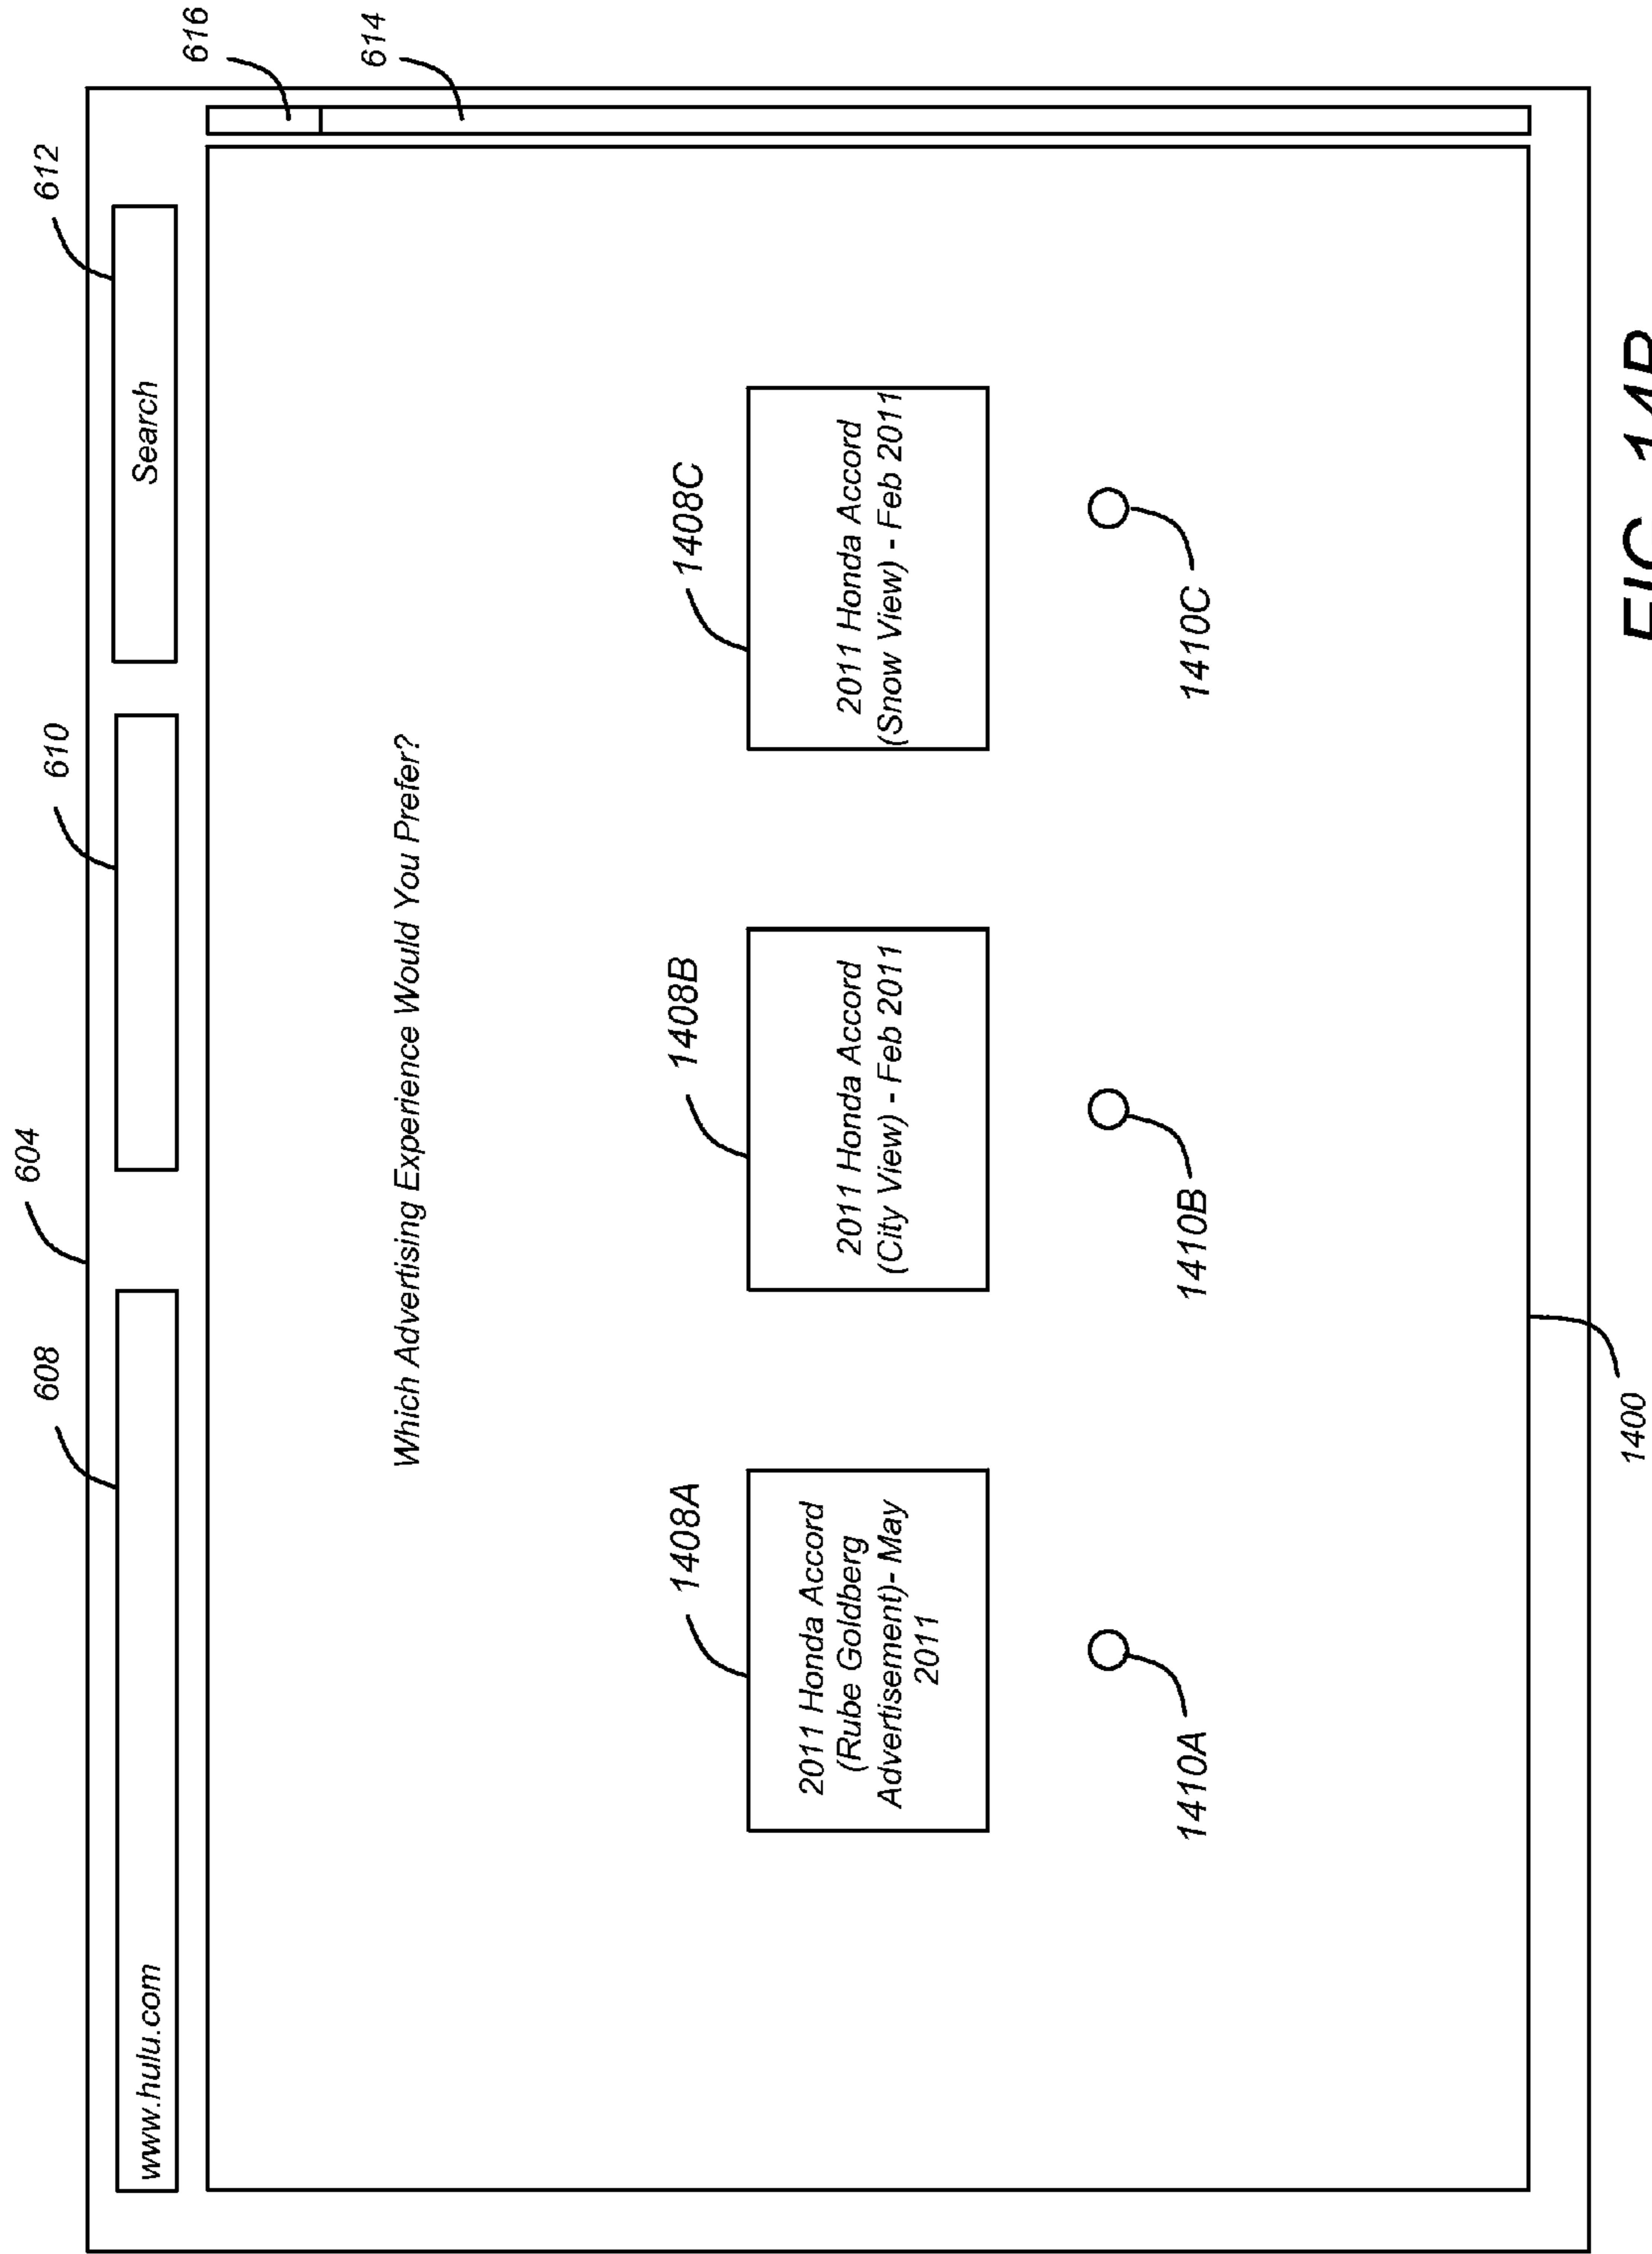 604
608
610
612
616
614
www.hulu.com
Search
Which Advertising Experience Would You Prefer?
1408A
1408B
1408C
2011 Honda Accord
(Rube Goldberg
Advertisement)- May
2011
2011 Honda Accord
(City View) - Feb 2011
2011 Honda Accord
(Snow View) - Feb 2011
1410A
1410B
1410C
1400
FIG. 14B